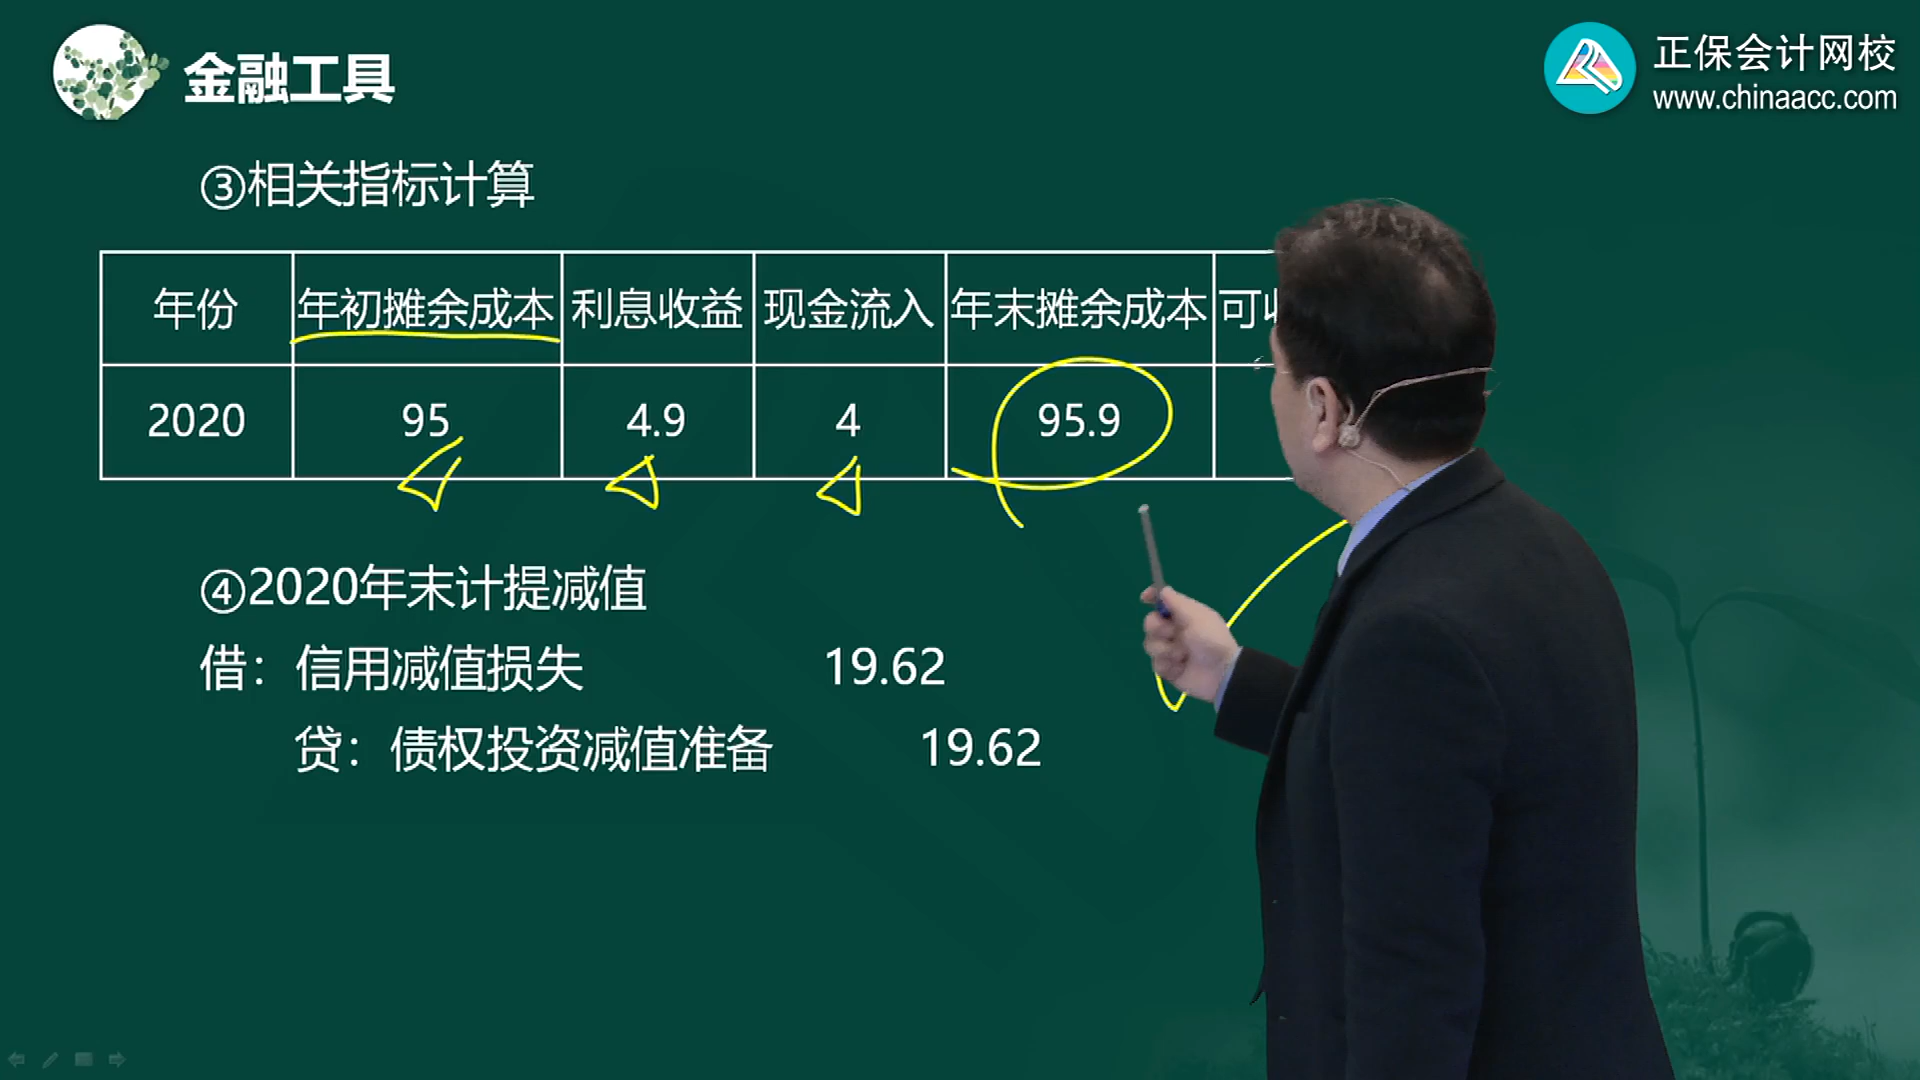 金融工具
正保会计网校
www.chinaacc.com
③相关指标计算
年份 年初摊余成本 利息收益 现金流入 年末摊余成本 可
2020 95 4.9 4 95.9
④2020年末计提减值
借：信用减值损失 19.62
贷：债权投资减值准备 19.62